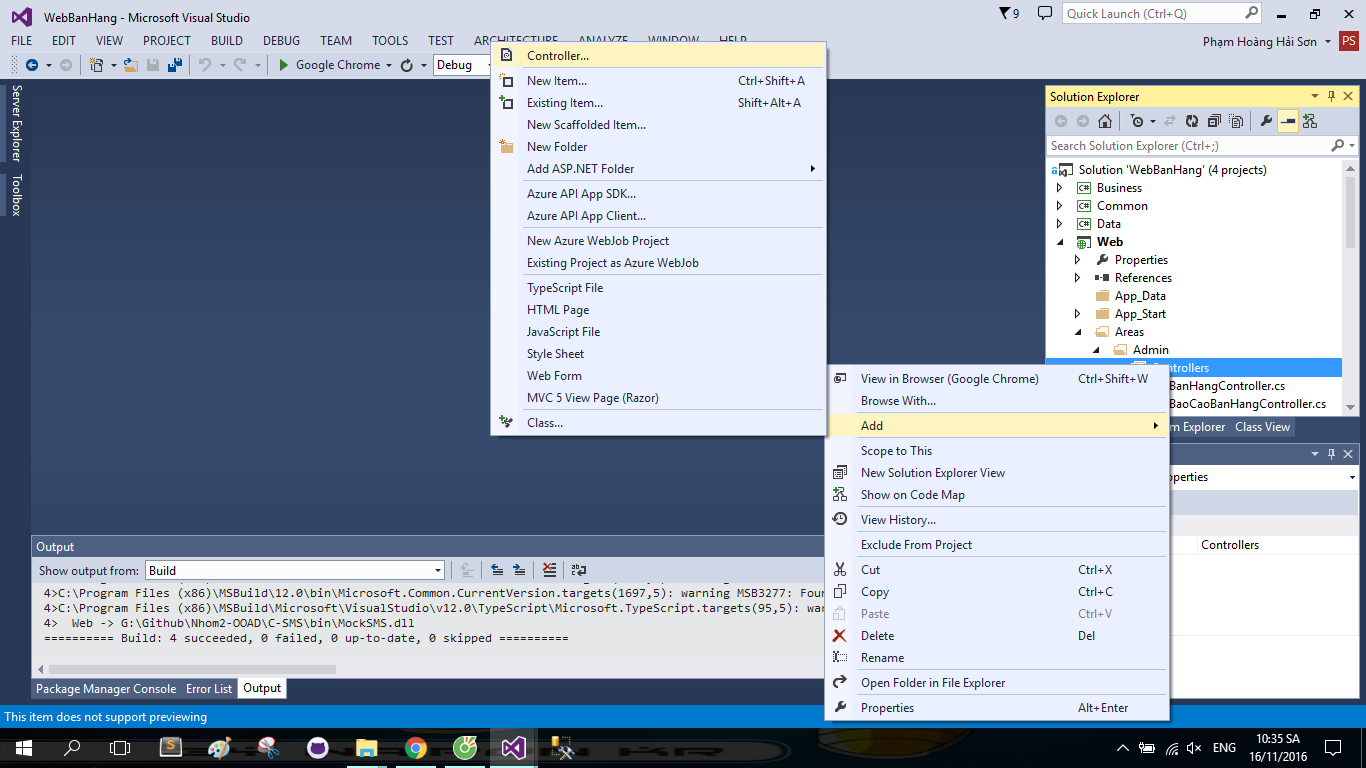 WebBanHang - Microsoft Visual Studio
9
Quick Launch (Ctrl+Q)
FILE EDIT VIEW PROJECT BUILD DEBUG TEAM TOOLS TEST ARCHITECTURE ANALYZE WINDOW HELP
Phạm Hoàng Hải Sơn
PS
Google Chrome
Debug
Server Explorer
Toolbox
Controller...
New Item... Ctrl+Shift+A
Existing Item... Shift+Alt+A
New Scaffolded Item...
New Folder
Add ASP.NET Folder
Azure API App SDK...
Azure API App Client...
New Azure WebJob Project
Existing Project as Azure WebJob
TypeScript File
HTML Page
JavaScript File
Style Sheet
Web Form
MVC 5 View Page (Razor)
Class...
Solution Explorer
Search Solution Explorer (Ctrl+;)
Solution 'WebBanHang' (4 projects)
C# Business
C# Common
C# Data
Web
Properties
References
App_Data
App_Start
Areas
Admin
ntrollers
BanHangController.cs
BaoCaoBanHangController.cs
m Explorer Class View
View in Browser (Google Chrome) Ctrl+Shift+W
Browse With...
Add
Scope to This
New Solution Explorer View
Show on Code Map
View History...
Exclude From Project
Cut Ctrl+X
Copy Ctrl+C
Paste Ctrl+V
Delete Del
Rename
Open Folder in File Explorer
Properties Alt+Enter
operties
Controllers
Output
Show output from: Build
4>C:\Program Files (x86)\MSBuild\12.0\bin\Microsoft.Common.CurrentVersion.targets(1697,5): warning MSB3277: Foun
4>C:\Program Files (x86)\MSBuild\Microsoft\VisualStudio\v12.0\TypeScript\Microsoft.TypeScript.targets(95,5): war
4>  Web -> G:\Github\Nhom2-OOAD\C-SMS\bin\MockSMS.dll
========== Build: 4 succeeded, 0 failed, 0 up-to-date, 0 skipped ==========
Package Manager Console Error List Output
This item does not support previewing
ENG
10:35 SA
16/11/2016